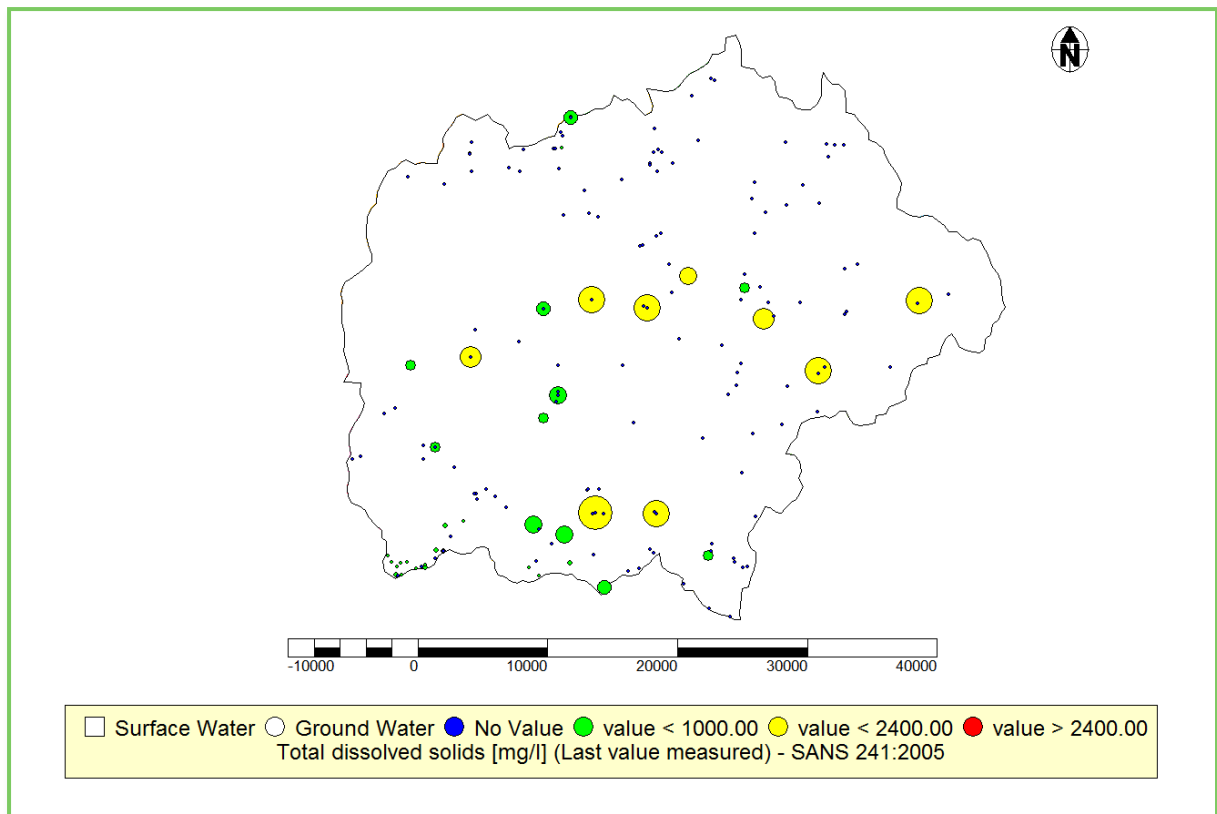 N
-10000 0 10000 20000 30000 40000
Surface Water Ground Water No Value value < 1000.00 value < 2400.00 value > 2400.00
Total dissolved solids [mg/l] (Last value measured) - SANS 241:2005